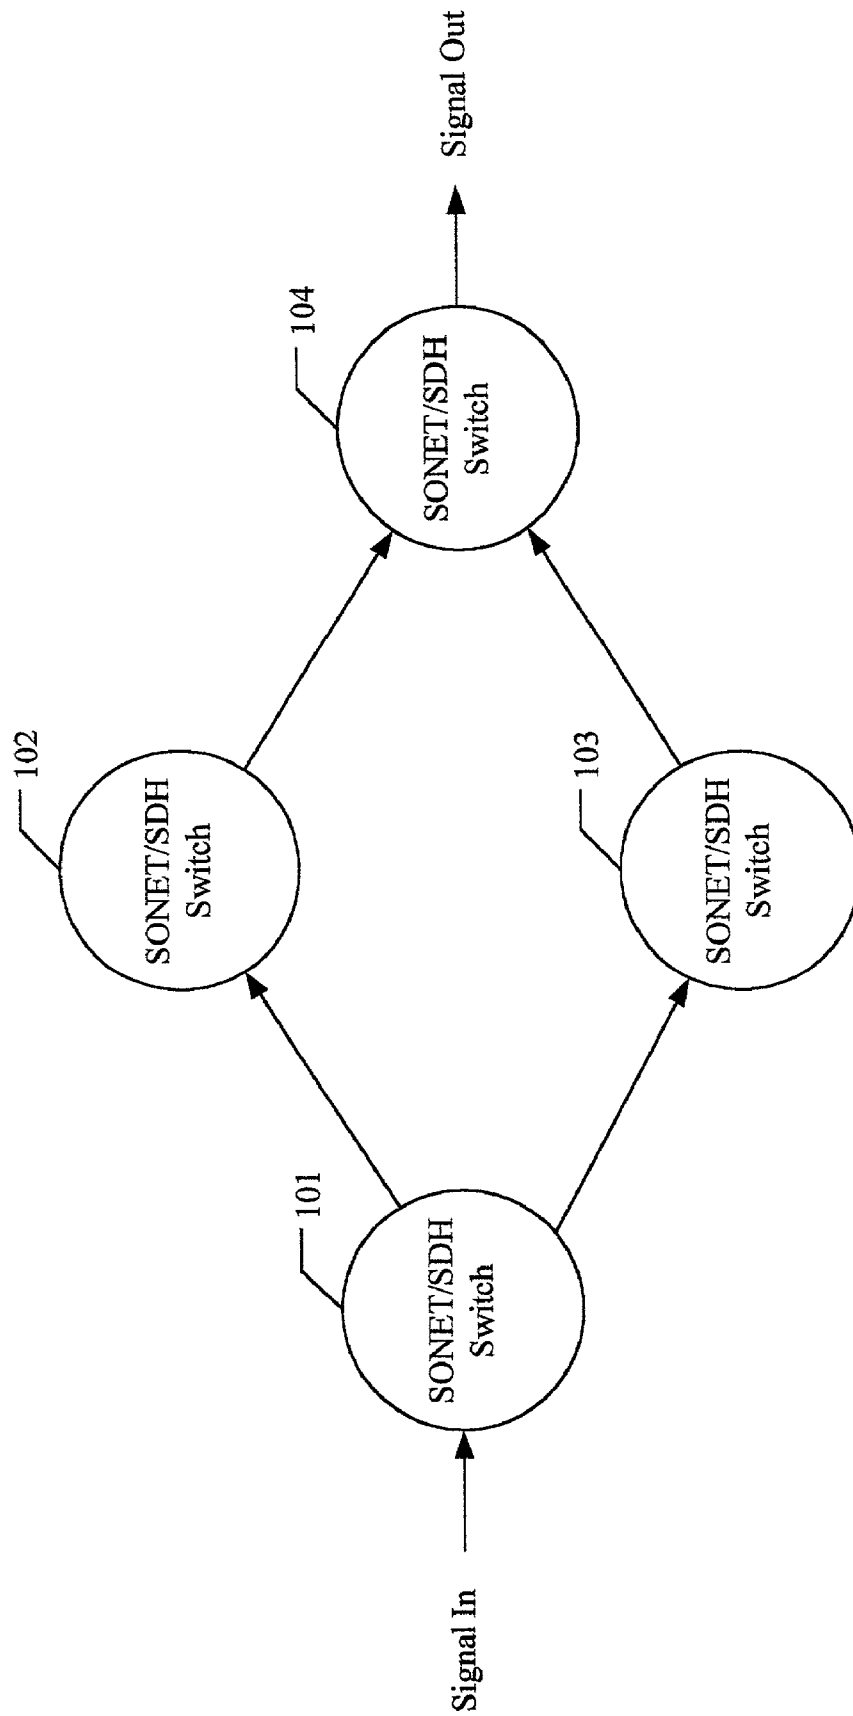 Signal In
101
SONET/SDH
Switch
102
SONET/SDH
Switch
103
SONET/SDH
Switch
104
SONET/SDH
Switch
Signal Out